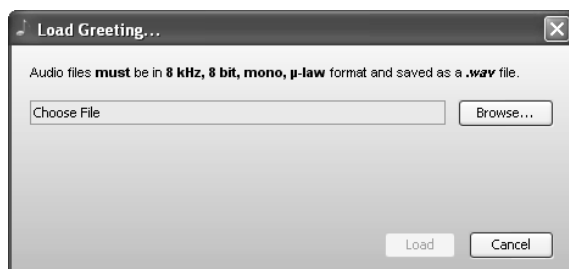 Load Greeting...
Audio files must be in 8 kHz, 8 bit, mono, µ-law format and saved as a .wav file.
Choose File
Browse...
Load
Cancel